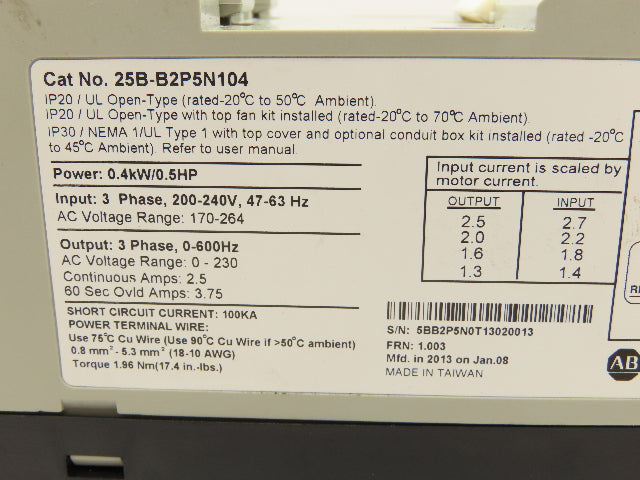 Cat No. 25B-B2P5N104
IP20 / UL Open-Type (rated-20°C to 50°C Ambient).
IP20 / UL Open-Type with top fan kit installed (rated-20°C to 70°C Ambient).
IP30 / NEMA 1/UL Type 1 with top cover and optional conduit box kit installed (rated -20°C
to 45°C Ambient). Refer to user manual.
Power: 0.4kW/0.5HP
Input: 3 Phase, 200-240V, 47-63 Hz
AC Voltage Range: 170-264
Output: 3 Phase, 0-600Hz
AC Voltage Range: 0 - 230
Continuous Amps: 2.5
60 Sec Ovld Amps: 3.75
SHORT CIRCUIT CURRENT: 100KA
POWER TERMINAL WIRE:
Use 75°C Cu Wire (Use 90°C Cu Wire if >50°C ambient)
0.8 mm² - 5.3 mm² (18-10 AWG)
Torque 1.96 Nm(17.4 in.-lbs.)
Input current is scaled by
motor current.
OUTPUT INPUT
2.5 2.7
2.0 2.2
1.6 1.8
1.3 1.4
S/N: 5BB2P5N0T13020013
FRN: 1.003
Mfd. in 2013 on Jan.08
MADE IN TAIWAN
AB